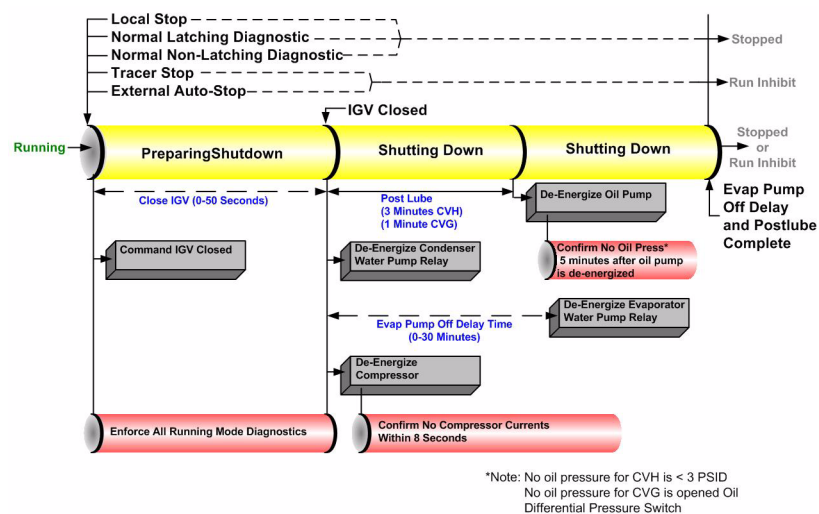 Local Stop
Normal Latching Diagnostic
Normal Non-Latching Diagnostic
Tracer Stop
External Auto-Stop
Stopped
Run Inhibit
IGV Closed
Running
PreparingShutdown
Shutting Down
Shutting Down
Stopped
or
Run Inhibit
Close IGV (0-50 Seconds)
Post Lube
(3 Minutes CVH)
(1 Minute CVG)
De-Energize Oil Pump
Evap Pump
Off Delay
and Postlube
Complete
Command IGV Closed
De-Energize Condenser
Water Pump Relay
Confirm No Oil Press*
5 minutes after oil pump
is de-energized
Evap Pump Off Delay Time
(0-30 Minutes)
De-Energize Evaporator
Water Pump Relay
De-Energize
Compressor
Enforce All Running Mode Diagnostics
Confirm No Compressor Currents
Within 8 Seconds
*Note: No oil pressure for CVH is < 3 PSID
No oil pressure for CVG is opened Oil
Differential Pressure Switch